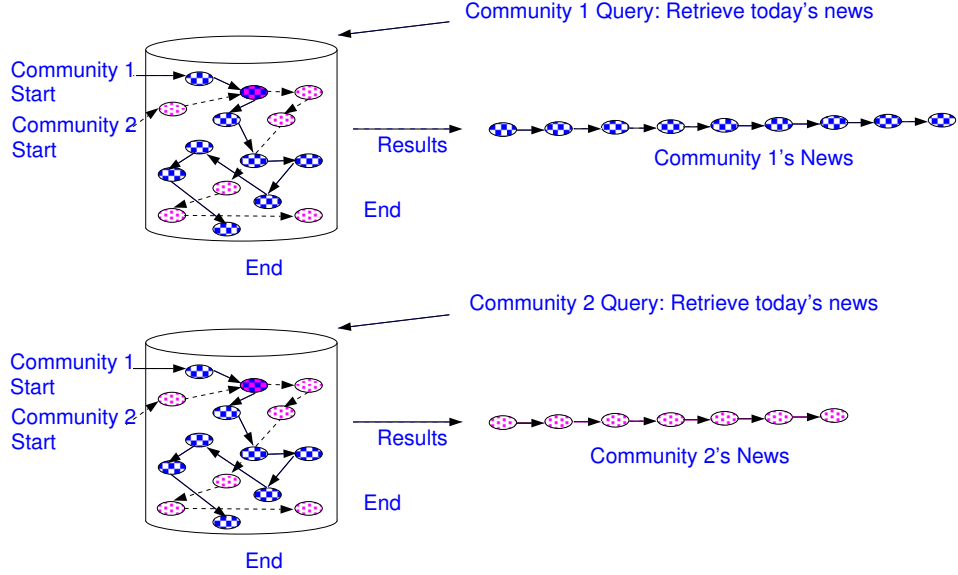 Community 1 Query: Retrieve today's news
Community 1
Start
Community 2
Start
Results
Community 1's News
End
End
Community 2 Query: Retrieve today's news
Community 1
Start
Community 2
Start
Results
Community 2's News
End
End